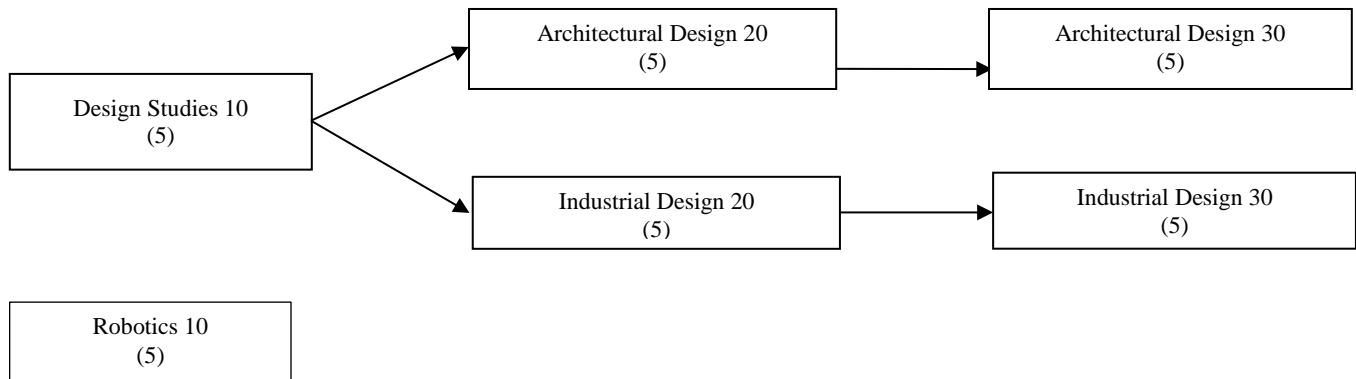 Design Studies 10
(5)
Architectural Design 20
(5)
Architectural Design 30
(5)
Industrial Design 20
(5)
Industrial Design 30
(5)
Robotics 10
(5)